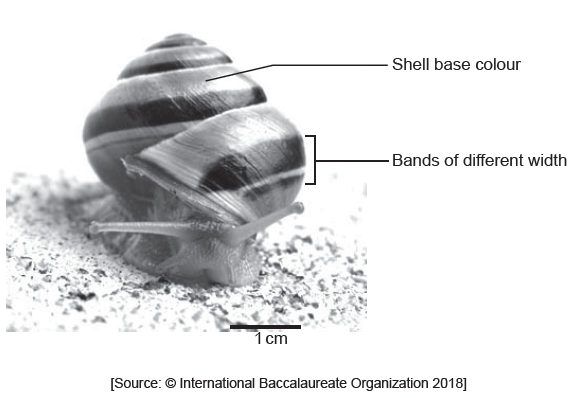 Shell base colour
Bands of different width
1 cm
[Source: © International Baccalaureate Organization 2018]